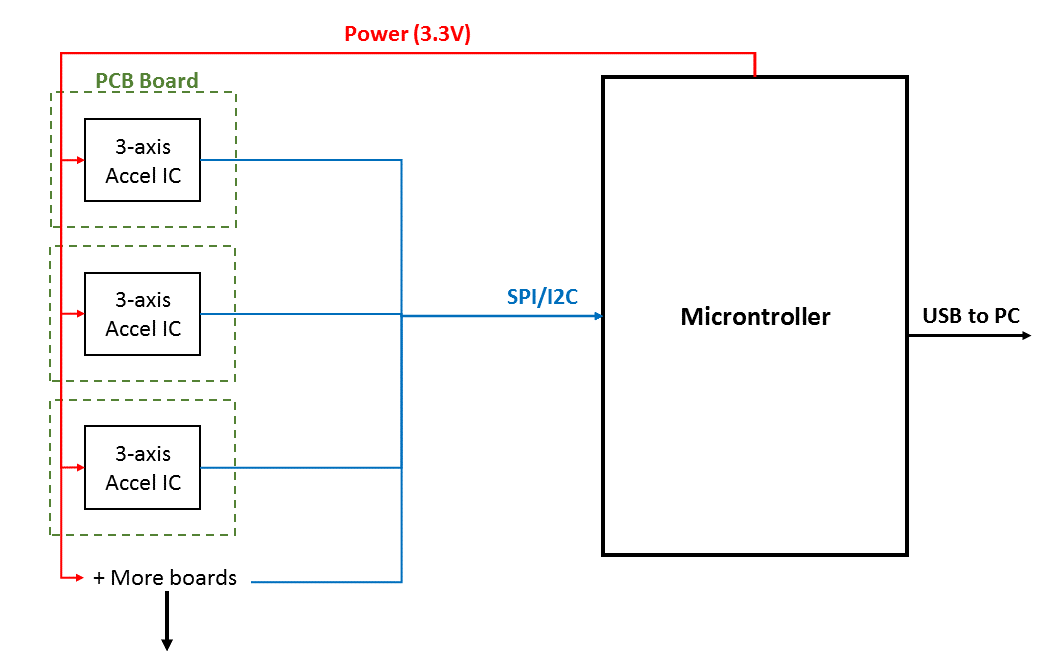 Power (3.3V)
PCB Board
3-axis
Accel IC
3-axis
Accel IC
SPI/I2C
Microntroller
USB to PC
3-axis
Accel IC
+ More boards